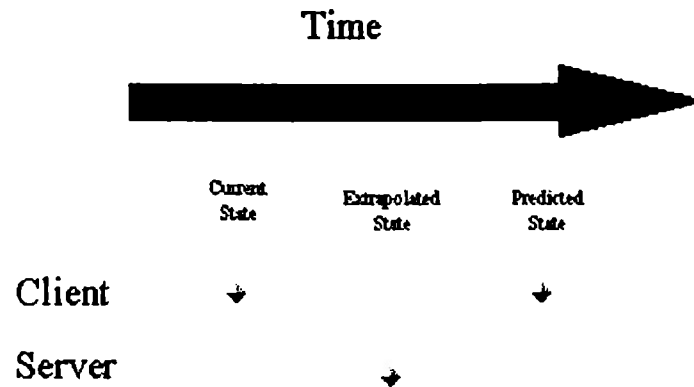 Time
Current
State
Extrapolated
State
Predicted
State
Client
Server